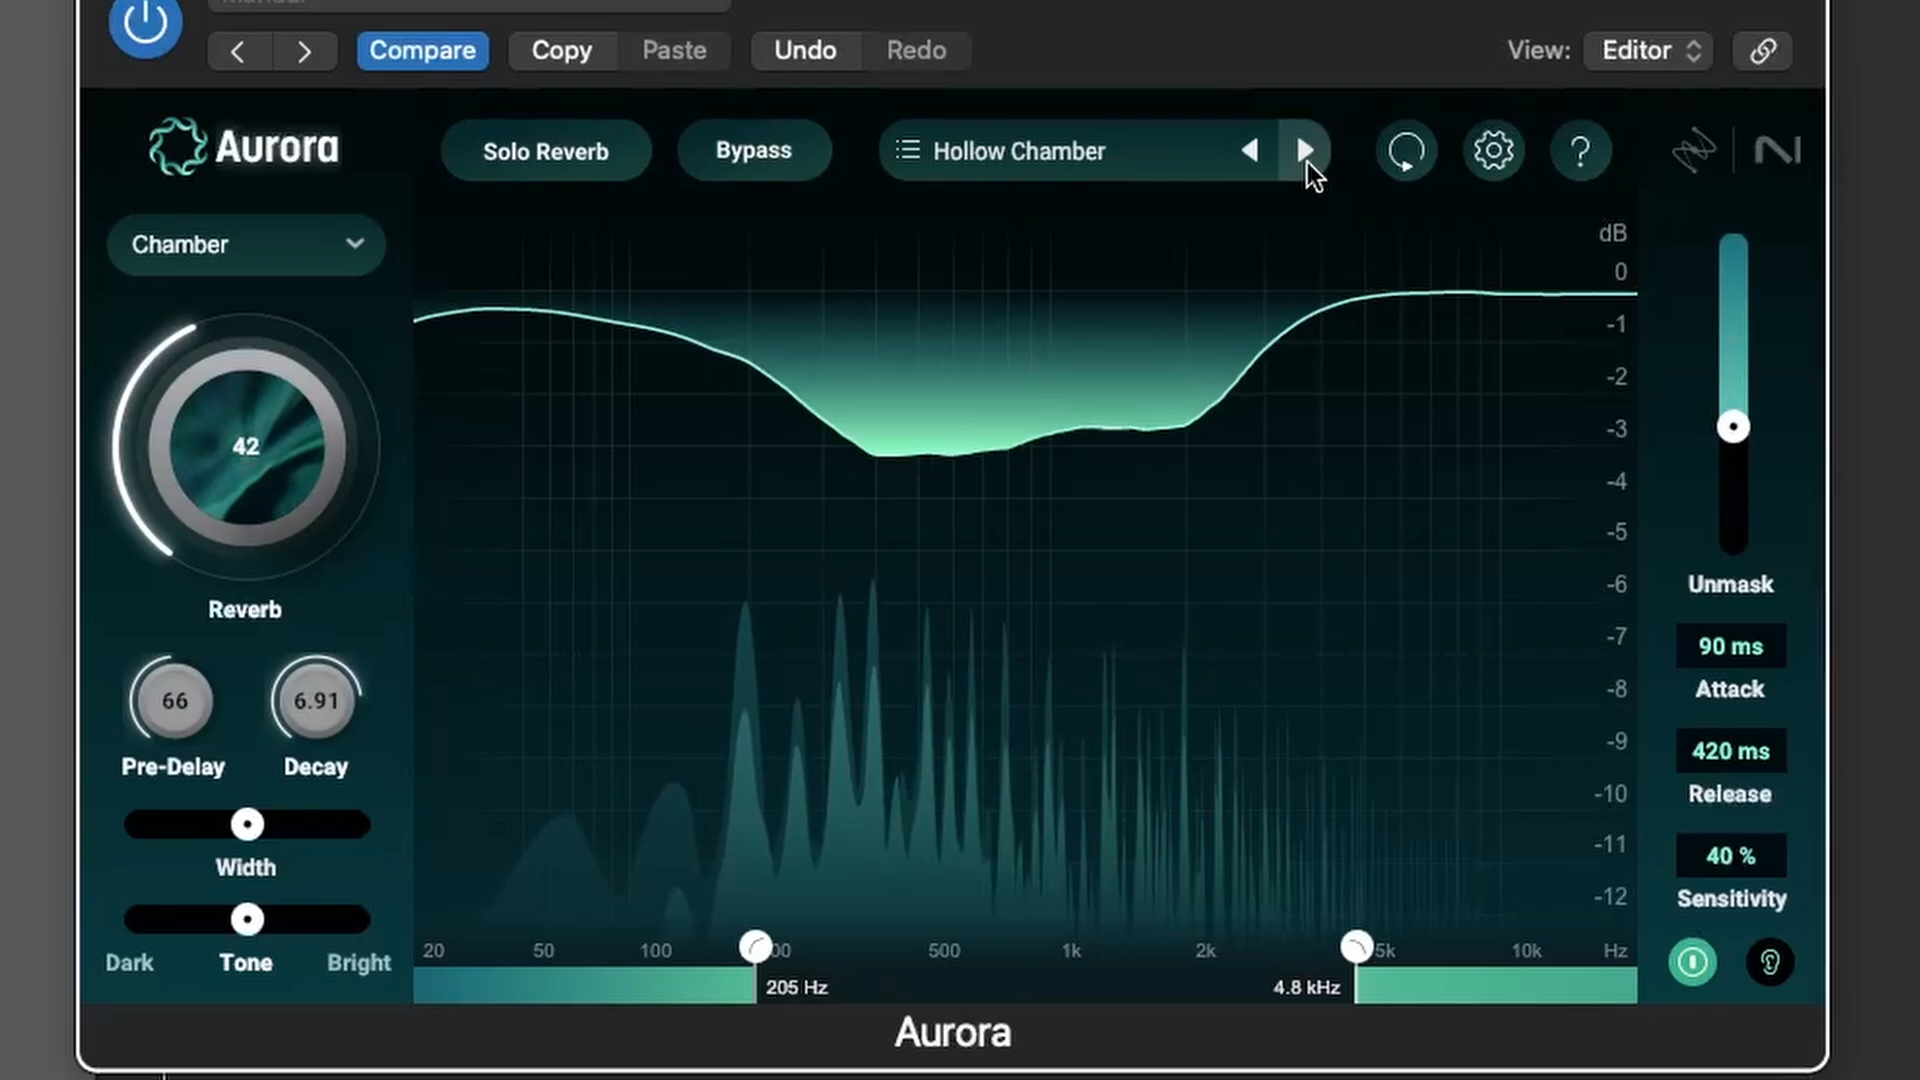 Manual
Compare
Copy
Paste
Undo
Redo
View:
Editor
Aurora
Solo Reverb
Bypass
Hollow Chamber
?
Chamber
dB
0
-1
-2
-3
-4
-5
-6
-7
-8
-9
-10
-11
-12
42
Reverb
66
6.91
Pre-Delay
Decay
Width
Dark
Tone
Bright
Unmask
90 ms
Attack
420 ms
Release
40 %
Sensitivity
20
50
100
00
500
1k
2k
5k
10k
Hz
205 Hz
4.8 kHz
Aurora